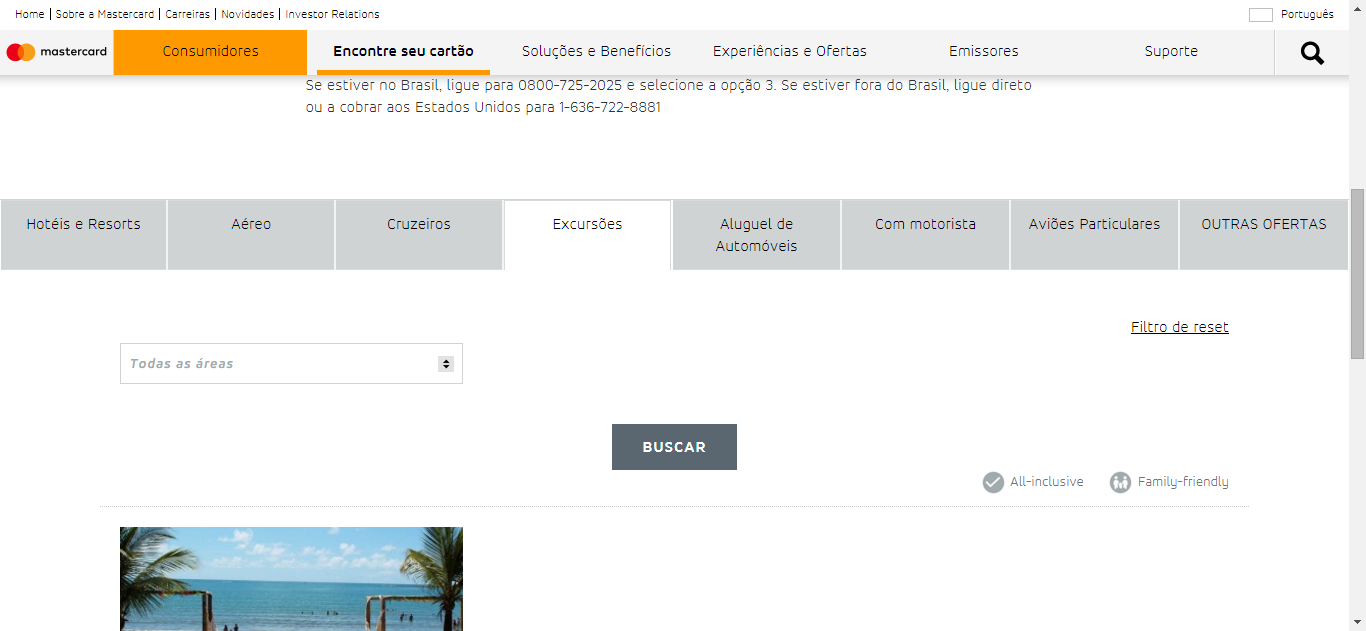 Home | Sobre a Mastercard | Carreiras | Novidades | Investor Relations
Português
mastercard
Consumidores
Encontre seu cartão
Soluções e Benefícios
Experiências e Ofertas
Emissores
Suporte
Se estiver no Brasil, ligue para 0800-725-2025 e selecione a opção 3. Se estiver fora do Brasil, ligue direto
ou a cobrar aos Estados Unidos para 1-636-722-8881
Hotéis e Resorts
Aéreo
Cruzeiros
Excursões
Aluguel de
Automóveis
Com motorista
Aviões Particulares
OUTRAS OFERTAS
Filtro de reset
Todas as áreas
BUSCAR
All-inclusive
Family-friendly